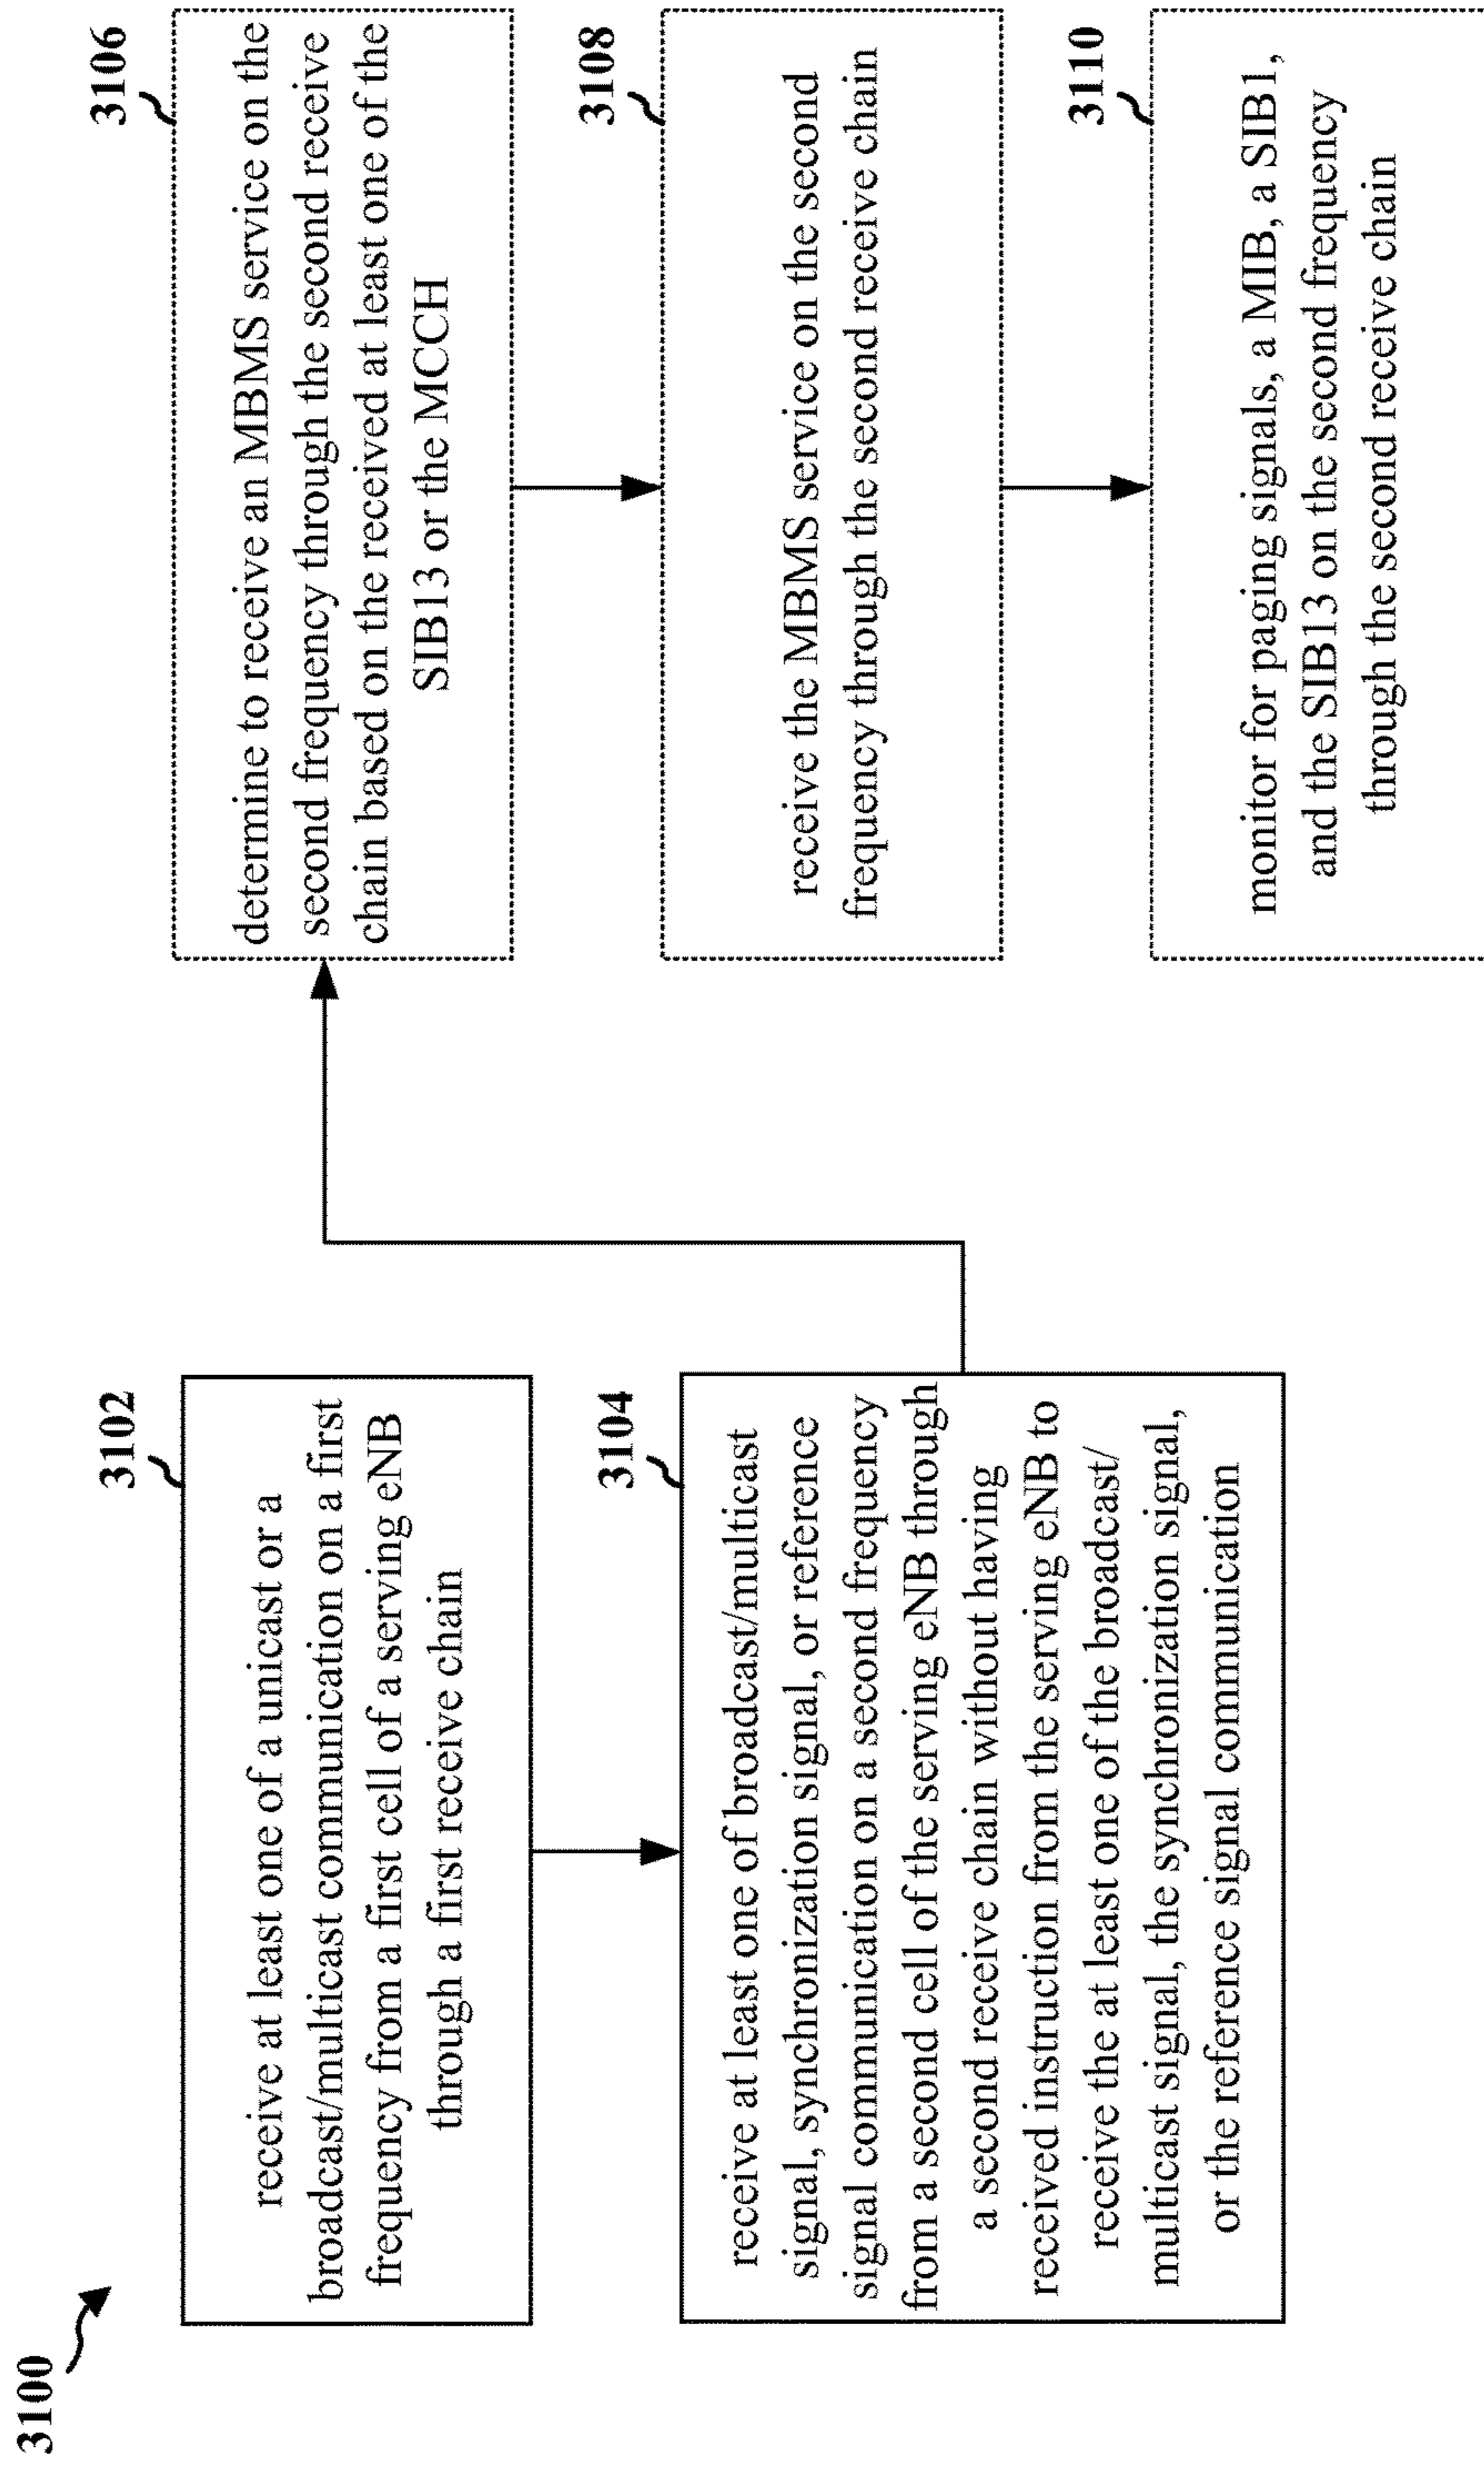 3100
3102
receive at least one of a unicast or a
broadcast/multicast communication on a first
frequency from a first cell of a serving eNB
through a first receive chain
3104
receive at least one of broadcast/multicast
signal, synchronization signal, or reference
signal communication on a second frequency
from a second cell of the serving eNB through
a second receive chain without having
received instruction from the serving eNB to
receive the at least one of the broadcast/
multicast signal, the synchronization signal,
or the reference signal communication
3106
determine to receive an MBMS service on the
second frequency through the second receive
chain based on the received at least one of the
SIB13 or the MCCH
3108
receive the MBMS service on the second
frequency through the second receive chain
3110
monitor for paging signals, a MIB, a SIB1,
and the SIB13 on the second frequency
through the second receive chain